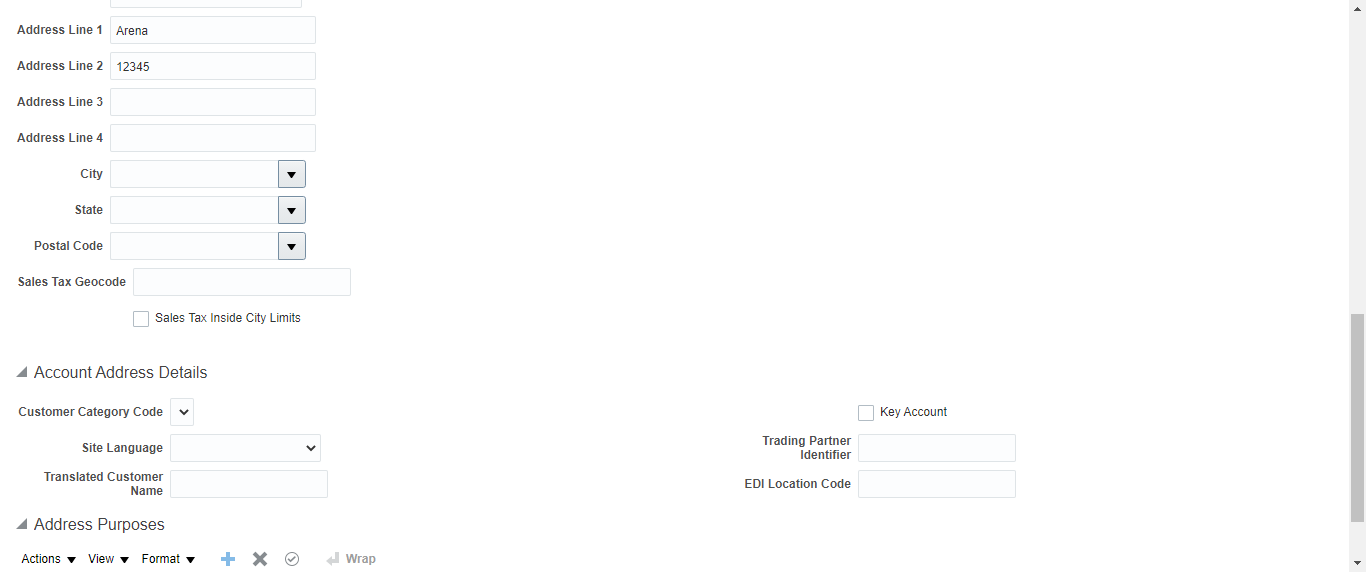 Address Line 1 Arena
Address Line 2 12345
Address Line 3
Address Line 4
City
State
Postal Code
Sales Tax Geocode
Sales Tax Inside City Limits
Account Address Details
Customer Category Code
Key Account
Site Language
Trading Partner
Identifier
Translated Customer
Name
EDI Location Code
Address Purposes
Actions View Format Wrap